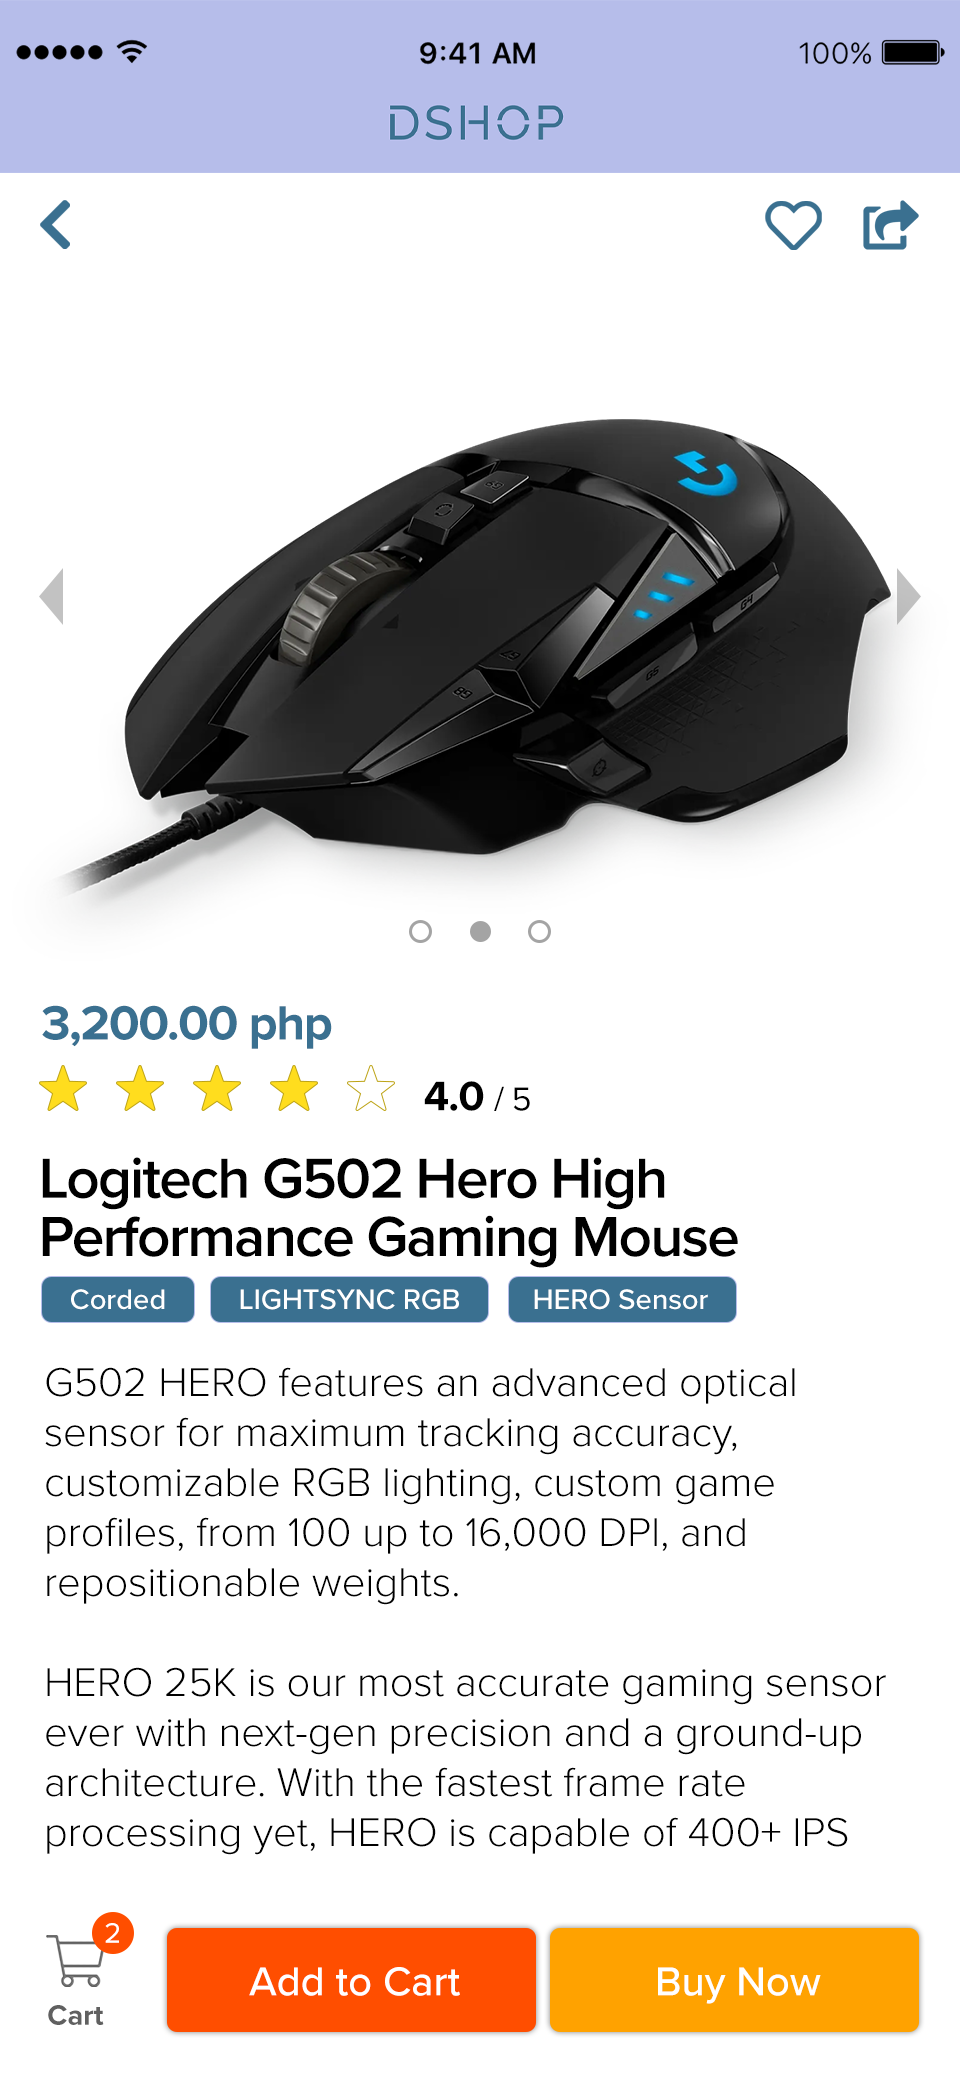 9:41 AM
100%
DSHOP
G4
G5
G7
G8
3,200.00 php
4.0 / 5
Logitech G502 Hero High
Performance Gaming Mouse
Corded
LIGHTSYNC RGB
HERO Sensor
G502 HERO features an advanced optical
sensor for maximum tracking accuracy,
customizable RGB lighting, custom game
profiles, from 100 up to 16,000 DPI, and
repositionable weights.
HERO 25K is our most accurate gaming sensor
ever with next-gen precision and a ground-up
architecture. With the fastest frame rate
processing yet, HERO is capable of 400+ IPS
2
Cart
Add to Cart
Buy Now